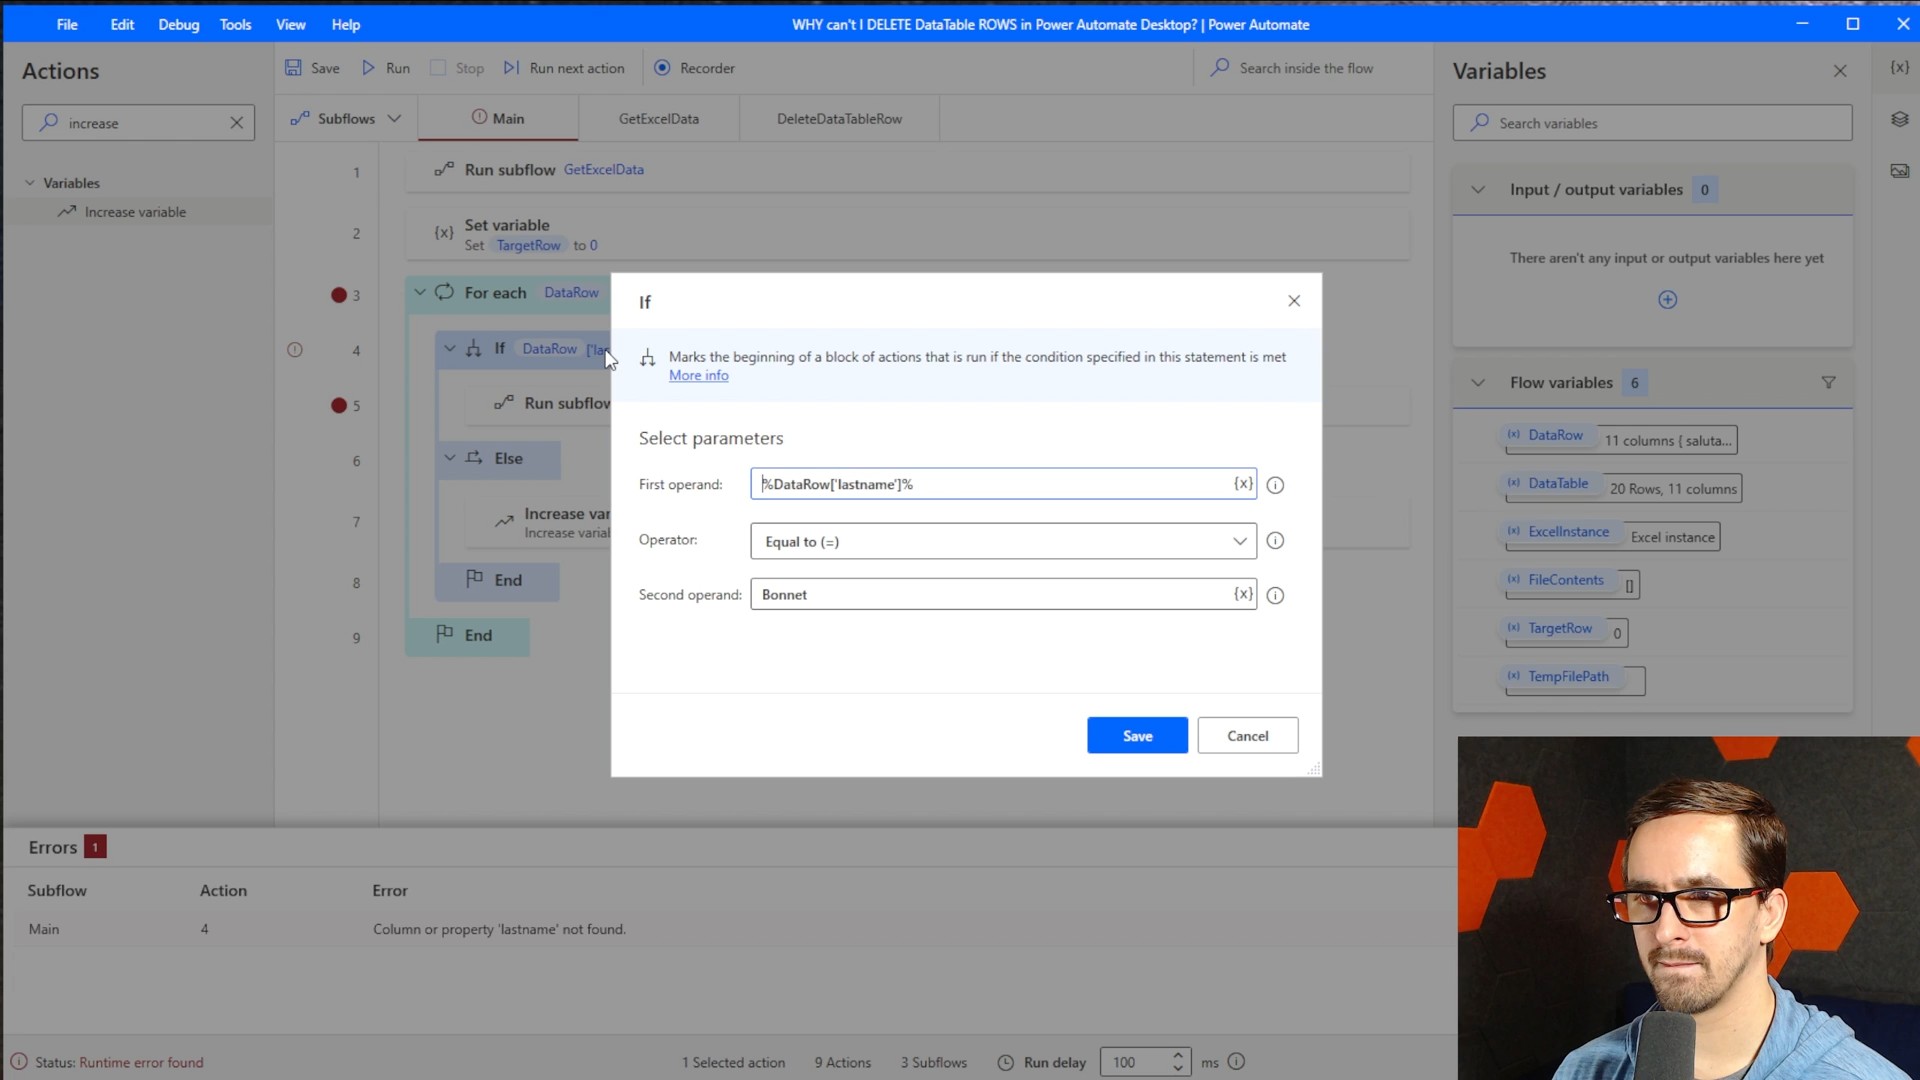 File Edit Debug Tools View Help
WHY can't I DELETE DataTable ROWS in Power Automate Desktop? | Power Automate
Actions
increase
Variables
Increase variable
Save Run Stop Run next action Recorder
Search inside the flow
Subflows Main GetExcelData DeleteDataTableRow
1 Run subflow GetExcelData
2 {x} Set variable
Set TargetRow to 0
3 For each DataRow
4 If DataRow ['las
5 Run subflow
6 Else
7 Increase var
Increase varial
8 End
9 End
If
Marks the beginning of a block of actions that is run if the condition specified in this statement is met
More info
Select parameters
First operand: %DataRow['lastname']% {x}
Operator: Equal to (=)
Second operand: Bonnet {x}
Save Cancel
Variables {x}
Search variables
Input / output variables 0
There aren't any input or output variables here yet
Flow variables 6
(x) DataRow 11 columns { saluta...
(x) DataTable 20 Rows, 11 columns
(x) ExcelInstance Excel instance
(x) FileContents []
(x) TargetRow 0
(x) TempFilePath
Errors 1
Subflow Action Error
Main 4 Column or property 'lastname' not found.
Status: Runtime error found
1 Selected action 9 Actions 3 Subflows Run delay 100 ms